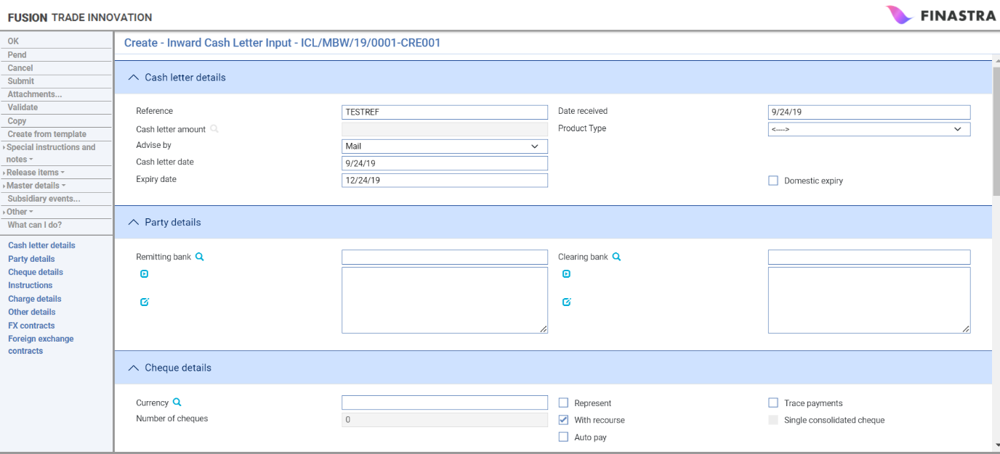 FUSION TRADE INNOVATION
FINASTRA
OK
Pend
Cancel
Submit
Attachments...
Validate
Copy
Create from template
Special instructions and
notes
Release items
Master details
Subsidiary events...
Other
What can I do?
Cash letter details
Party details
Cheque details
Instructions
Charge details
Other details
FX contracts
Foreign exchange
contracts
Create - Inward Cash Letter Input - ICL/MBW/19/0001-CRE001
Cash letter details
Reference TESTREF Date received 9/24/19
Cash letter amount Product Type <---->
Advise by Mail
Cash letter date 9/24/19
Expiry date 12/24/19 Domestic expiry
Party details
Remitting bank Clearing bank
Cheque details
Currency Represent Trace payments
Number of cheques 0 With recourse Single consolidated cheque
Auto pay